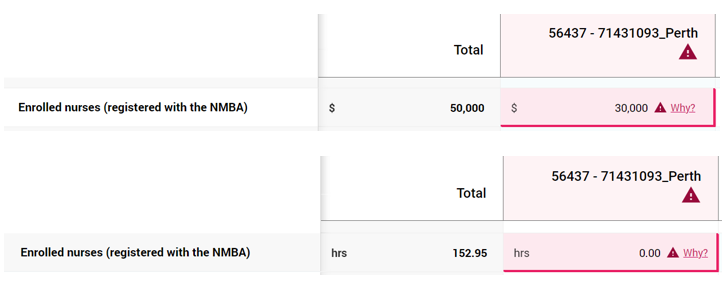 56437 - 71431093_Perth
Total
Enrolled nurses (registered with the NMBA) $ 50,000 $ 30,000 Why?
56437 - 71431093_Perth
Total
Enrolled nurses (registered with the NMBA) hrs 152.95 hrs 0.00 Why?